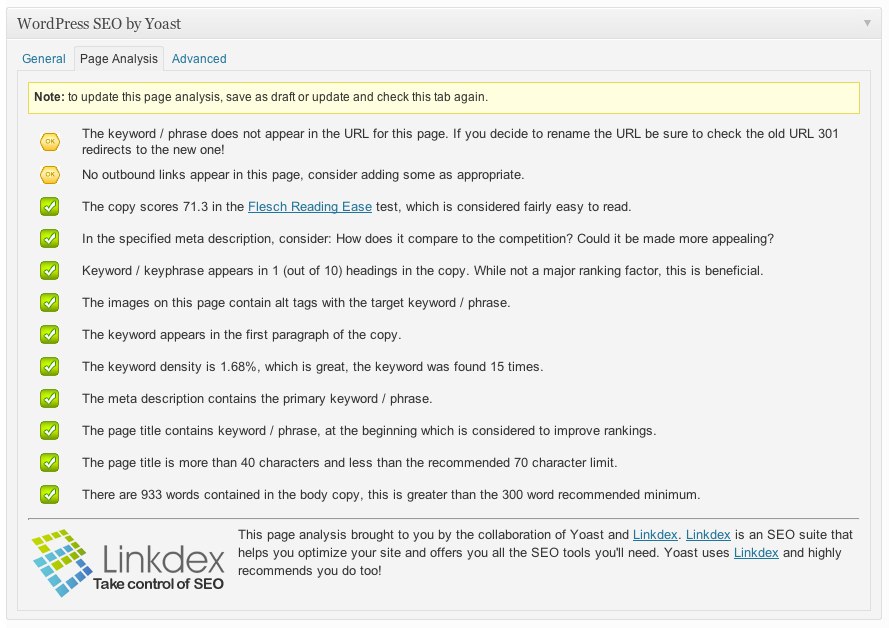 WordPress SEO by Yoast
General Page Analysis Advanced
Note: to update this page analysis, save as draft or update and check this tab again.
OK The keyword / phrase does not appear in the URL for this page. If you decide to rename the URL be sure to check the old URL 301
redirects to the new one!
OK No outbound links appear in this page, consider adding some as appropriate.
The copy scores 71.3 in the Flesch Reading Ease test, which is considered fairly easy to read.
In the specified meta description, consider: How does it compare to the competition? Could it be made more appealing?
Keyword / keyphrase appears in 1 (out of 10) headings in the copy. While not a major ranking factor, this is beneficial.
The images on this page contain alt tags with the target keyword / phrase.
The keyword appears in the first paragraph of the copy.
The keyword density is 1.68%, which is great, the keyword was found 15 times.
The meta description contains the primary keyword / phrase.
The page title contains keyword / phrase, at the beginning which is considered to improve rankings.
The page title is more than 40 characters and less than the recommended 70 character limit.
There are 933 words contained in the body copy, this is greater than the 300 word recommended minimum.
Linkdex
Take control of SEO
This page analysis brought to you by the collaboration of Yoast and Linkdex. Linkdex is an SEO suite that
helps you optimize your site and offers you all the SEO tools you'll need. Yoast uses Linkdex and highly
recommends you do too!